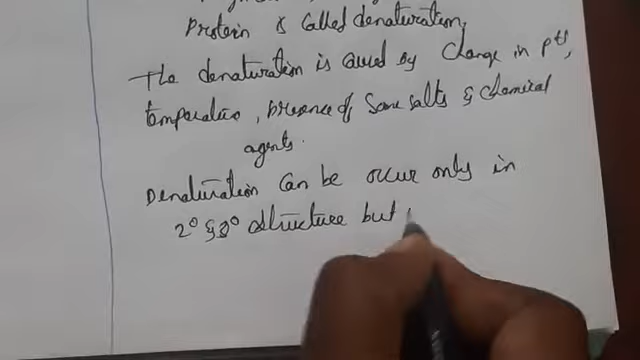 Protein is called denaturation,
The denaturation is caused by change in pH,
temperature, presence of some salts & chemical
agents.
Denaturation can be occur only in
2° & 3° structure but